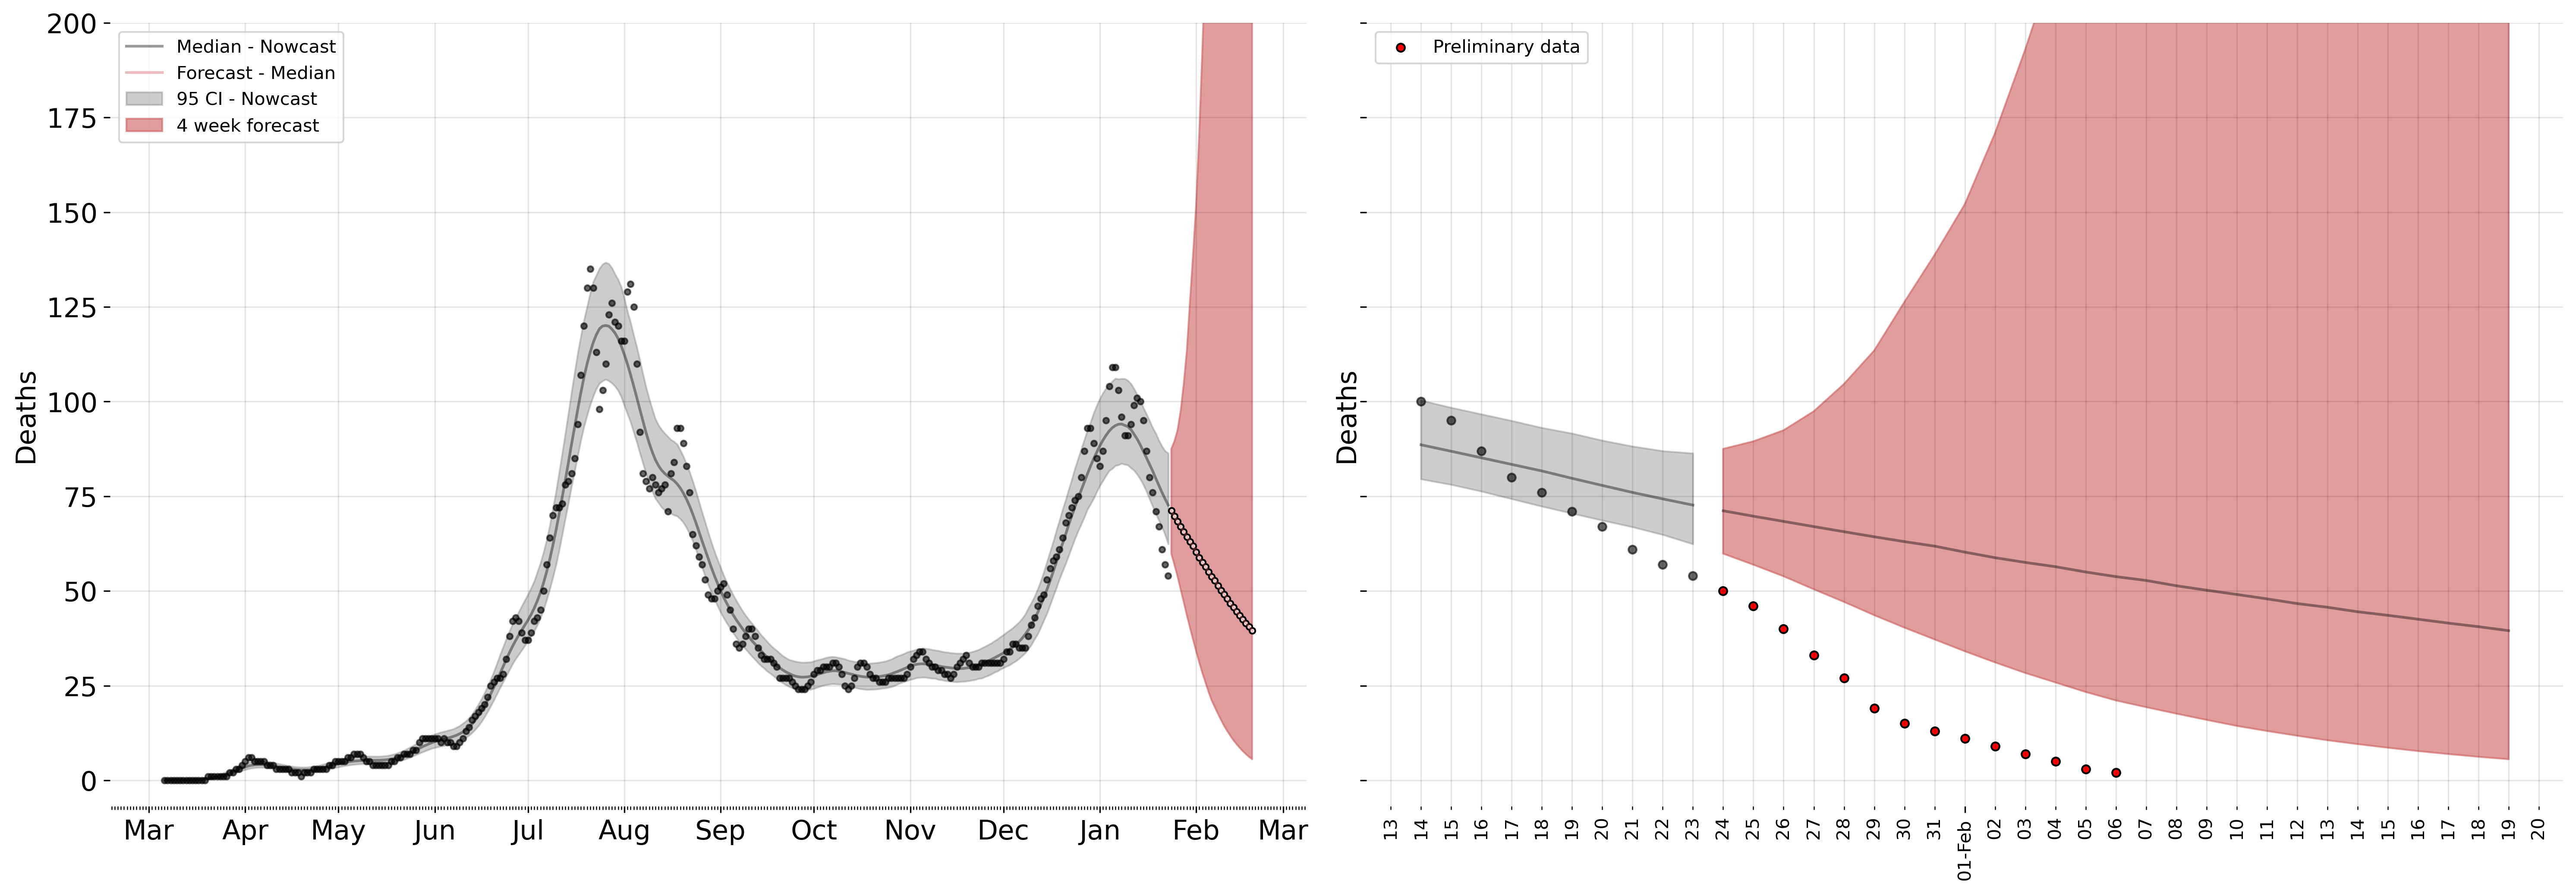 Deaths
200
175
150
125
100
75
50
25
0
Median - Nowcast
Forecast - Median
95 CI - Nowcast
4 week forecast
Mar Apr May Jun Jul Aug Sep Oct Nov Dec Jan Feb Mar
Deaths
Preliminary data
13 14 15 16 17 18 19 20 21 22 23 24 25 26 27 28 29 30 31 01-Feb 02 03 04 05 06 07 08 09 10 11 12 13 14 15 16 17 18 19 20